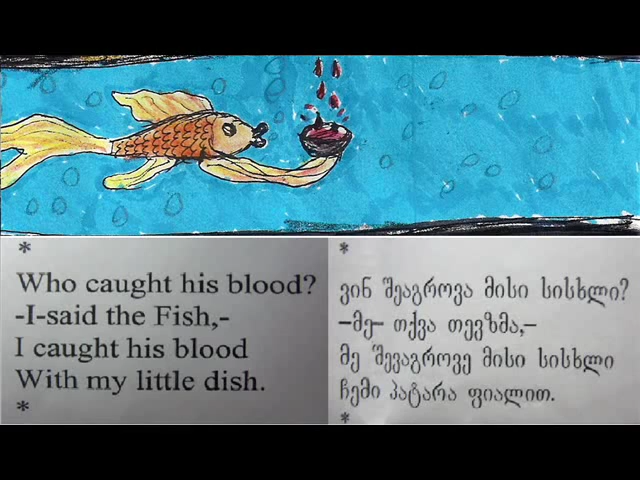 *
Who caught his blood?
-I-said the Fish,-
I caught his blood
With my little dish.
*
*
ვინ შეაგროვა მისი სისხლი?
–მე– თქვა თევზმა,–
მე შევაგროვე მისი სისხლი
ჩემი პატარა ფიალით.
*